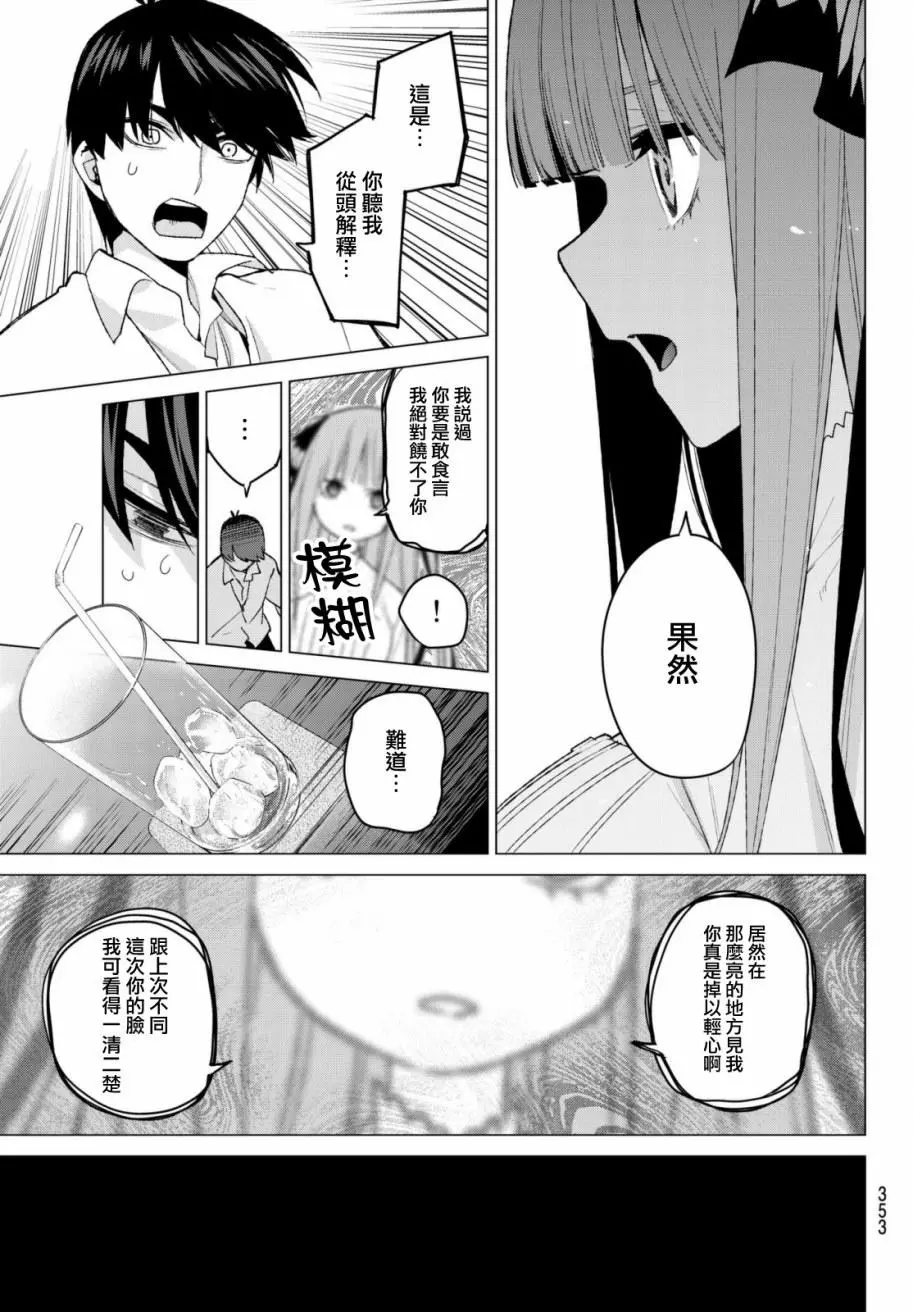 果然
這是…
你聽我
從頭解釋…
我説過
你要是敢食言
我絕對饒不了你
！
模糊
…
難道…
居然在
那麼亮的地方見我
你真是掉以輕心啊
跟上次不同
這次你的臉
我可看得一清二楚
353